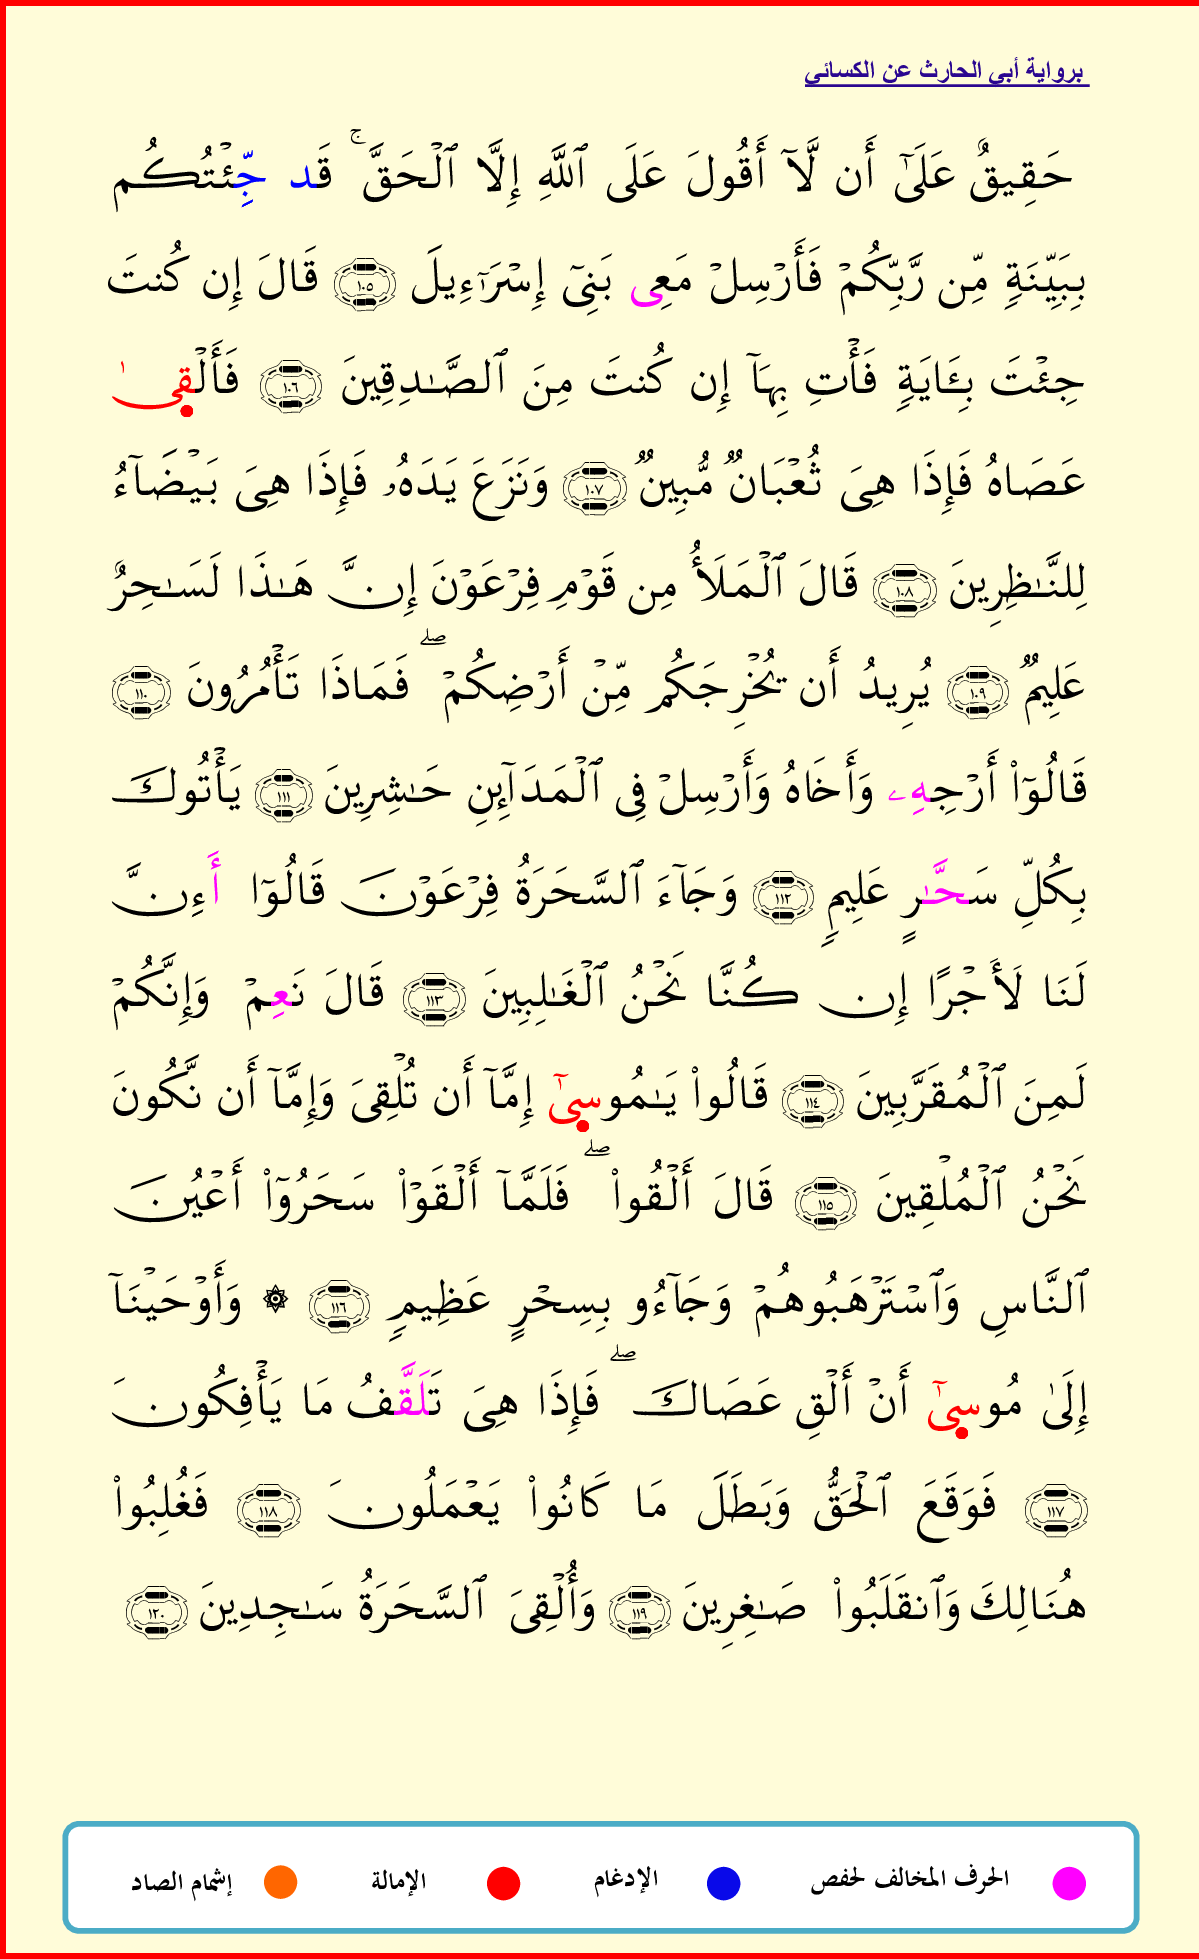 برواية أبي الحارث عن الكسائي
حَقِيقٌ عَلَىٰٓ أَن لَّآ أَقُولَ عَلَى ٱللَّهِ إِلَّا ٱلْحَقَّ ۚ قَد جِّئْتُكُم
بِبَيِّنَةٍ مِّن رَّبِّكُمْ فَأَرْسِلْ مَعِى بَنِىٓ إِسْرَـٰٓءِيلَ ١٠٥ قَالَ إِن كُنتَ
جِئْتَ بِـَٔايَةٍ فَأْتِ بِهَآ إِن كُنتَ مِنَ ٱلصَّـٰدِقِينَ ١٠٦ فَأَلْقٜىٰ
عَصَاهُ فَإِذَا هِىَ ثُعْبَانٌ مُّبِينٌ ١٠٧ وَنَزَعَ يَدَهُۥ فَإِذَا هِىَ بَيْضَآءُ
لِلنَّـٰظِرِينَ ١٠٨ قَالَ ٱلْمَلَأُ مِن قَوْمِ فِرْعَوْنَ إِنَّ هَـٰذَا لَسَـٰحِرٌ
عَلِيمٌ ١٠٩ يُرِيدُ أَن يُخْرِجَكُم مِّنْ أَرْضِكُمْ ۖ فَمَاذَا تَأْمُرُونَ ١١٠
قَالُوٓا۟ أَرْجِهِۦ وَأَخَاهُ وَأَرْسِلْ فِى ٱلْمَدَآئِنِ حَـٰشِرِينَ ١١١ يَأْتُوكَ
بِكُلِّ سَحَّـٰرٍ عَلِيمٍ ١١٢ وَجَآءَ ٱلسَّحَرَةُ فِرْعَوْنَ قَالُوٓا أَءِنَّ
لَنَا لَأَجْرًا إِن كُنَّا نَحْنُ ٱلْغَـٰلِبِينَ ١١٣ قَالَ نَعِمْ وَإِنَّكُمْ
لَمِنَ ٱلْمُقَرَّبِينَ ١١٤ قَالُوا۟ يَـٰمُوسٜىٰٓ إِمَّآ أَن تُلْقِىَ وَإِمَّآ أَن نَّكُونَ
نَحْنُ ٱلْمُلْقِينَ ١١٥ قَالَ أَلْقُوا۟ ۖ فَلَمَّآ أَلْقَوْا۟ سَحَرُوٓا۟ أَعْيُنَ
ٱلنَّاسِ وَٱسْتَرْهَبُوهُمْ وَجَآءُو بِسِحْرٍ عَظِيمٍ ١١٦ ۞ وَأَوْحَيْنَآ
إِلَىٰ مُوسٜىٰٓ أَنْ أَلْقِ عَصَاكَ ۖ فَإِذَا هِىَ تَلَقَّفُ مَا يَأْفِكُونَ
١١٧ فَوَقَعَ ٱلْحَقُّ وَبَطَلَ مَا كَانُوا۟ يَعْمَلُونَ ١١٨ فَغُلِبُوا۟
هُنَالِكَ وَٱنقَلَبُوا۟ صَـٰغِرِينَ ١١٩ وَأُلْقِىَ ٱلسَّحَرَةُ سَـٰجِدِينَ ١٢٠
الحرف المخالف لحفص الإدغام الإمالة إشمام الصاد